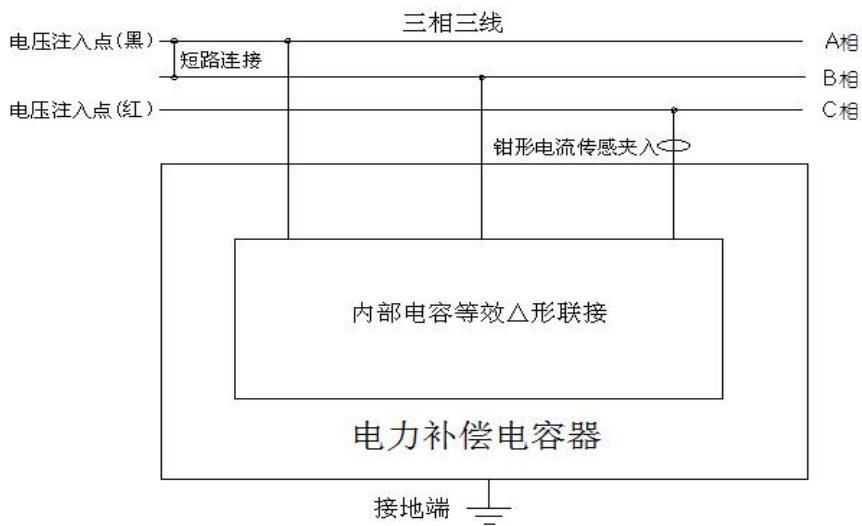 三相三线
电压注入点(黑)
A相
短路连接
B相
电压注入点(红)
C相
钳形电流传感夹入
内部电容等效△形联接
电力补偿电容器
接地端